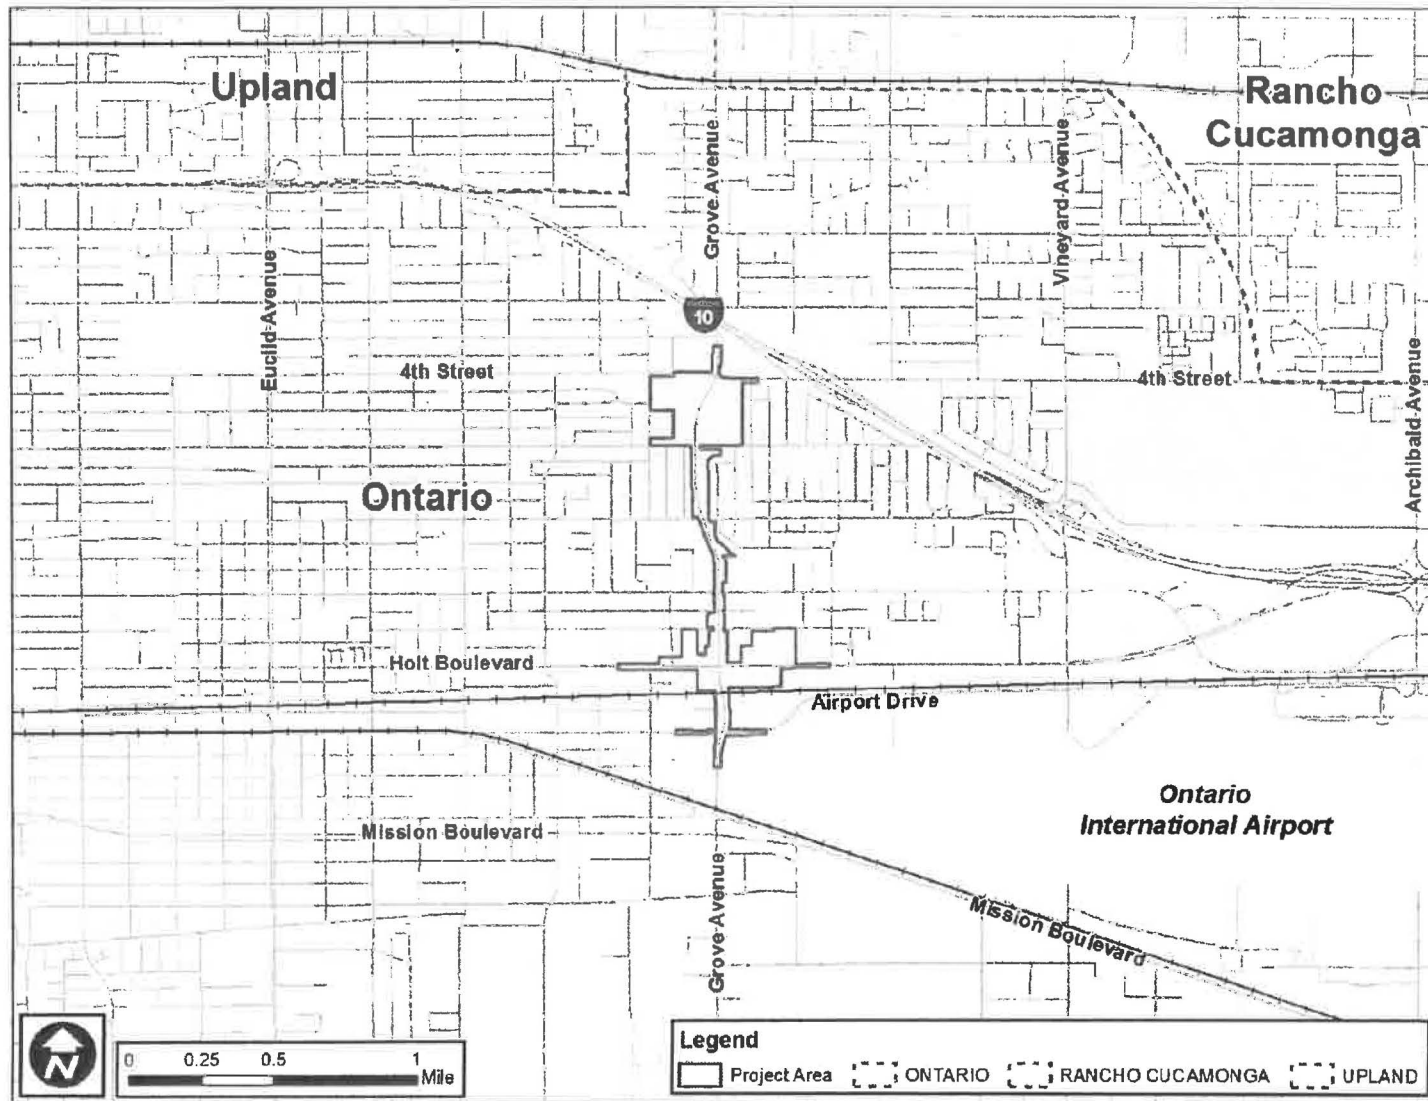 Upland
Rancho
Cucamonga
Grove Avenue
Vineyard Avenue
Euclid Avenue
10
4th Street
4th Street
Archibald Avenue
Ontario
Holt Boulevard
Airport Drive
Ontario
International Airport
Mission Boulevard
Grove Avenue
Mission Boulevard
N
0 0.25 0.5 1
Mile
Legend
Project Area ONTARIO RANCHO CUCAMONGA UPLAND